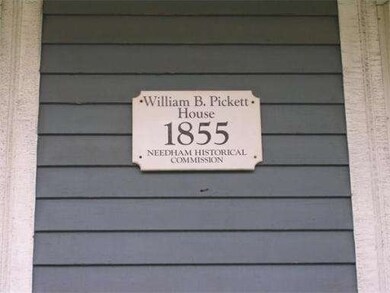 William B. Pickett
House
1855
NEEDHAM HISTORICAL
COMMISSION